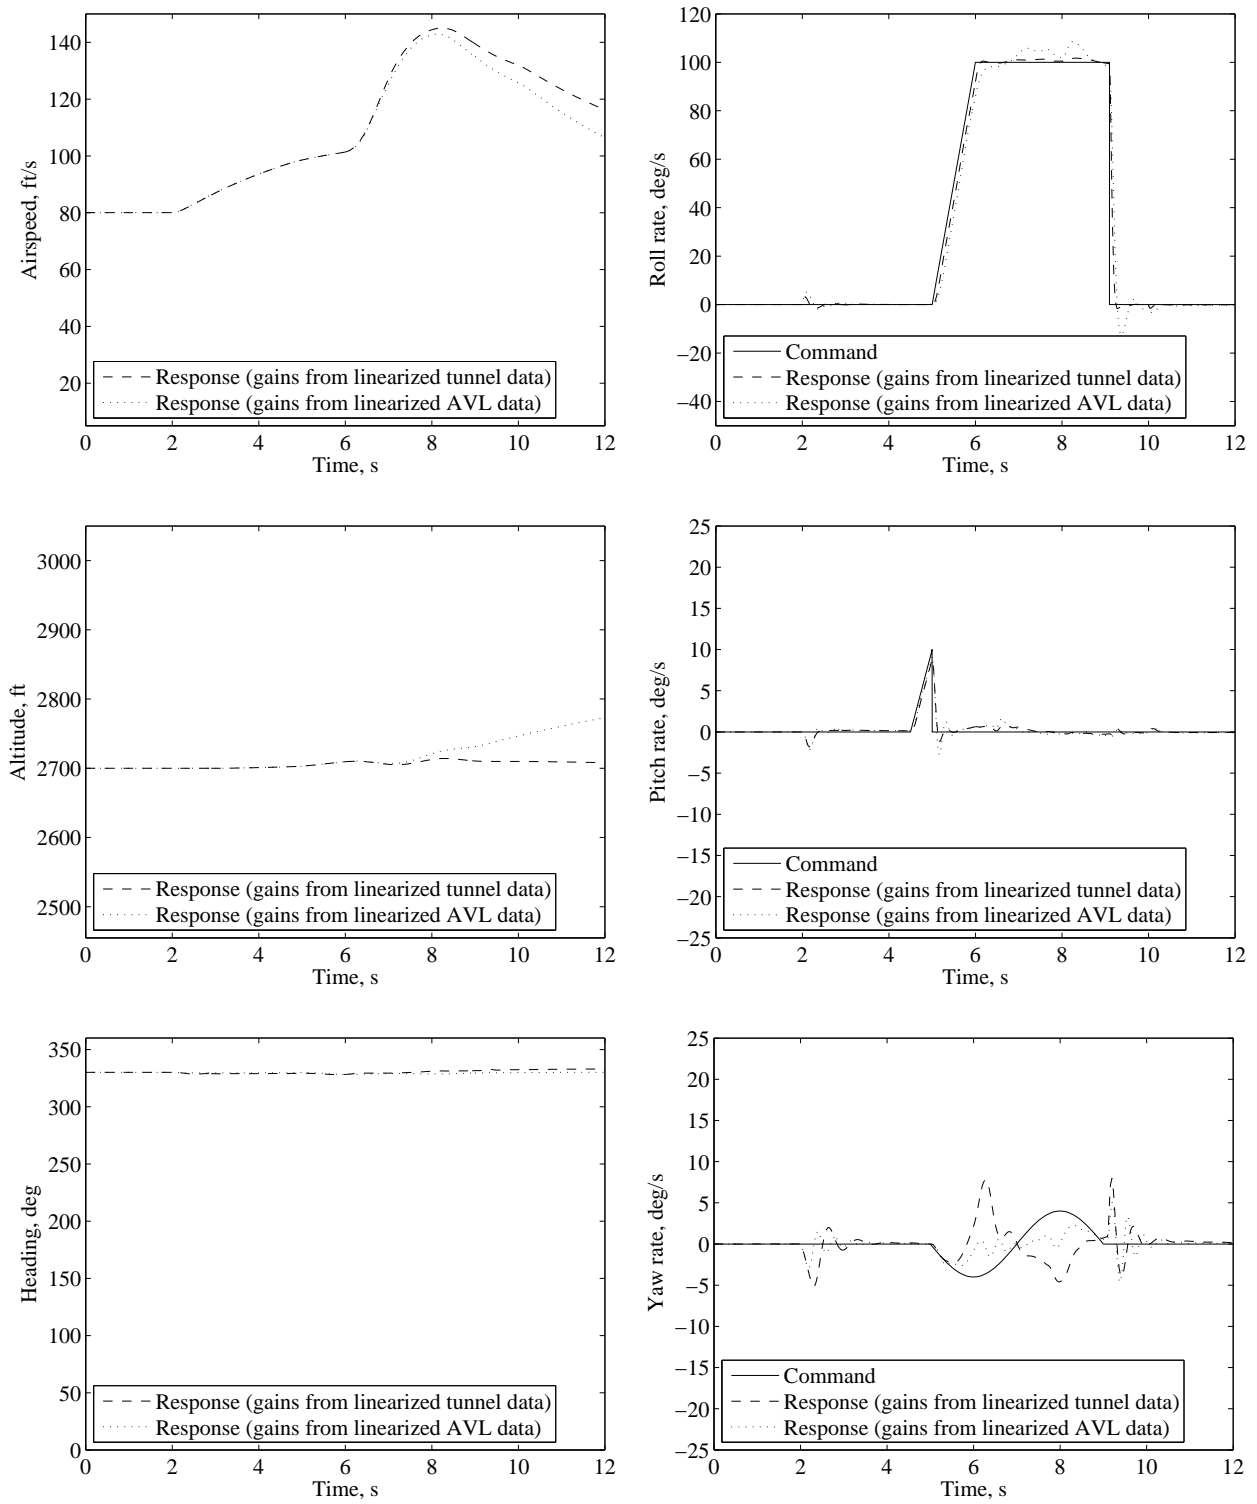 140
120
100
80
60
40
20
Airspeed, ft/s
Response (gains from linearized tunnel data)
Response (gains from linearized AVL data)
0 2 4 6 8 10 12
Time, s
120
100
80
60
40
20
0
−20
−40
Roll rate, deg/s
Command
Response (gains from linearized tunnel data)
Response (gains from linearized AVL data)
0 2 4 6 8 10 12
Time, s
3000
2900
2800
2700
2600
2500
Altitude, ft
Response (gains from linearized tunnel data)
Response (gains from linearized AVL data)
0 2 4 6 8 10 12
Time, s
25
20
15
10
5
0
−5
−10
−15
−20
−25
Pitch rate, deg/s
Command
Response (gains from linearized tunnel data)
Response (gains from linearized AVL data)
0 2 4 6 8 10 12
Time, s
350
300
250
200
150
100
50
0
Heading, deg
Response (gains from linearized tunnel data)
Response (gains from linearized AVL data)
0 2 4 6 8 10 12
Time, s
25
20
15
10
5
0
−5
−10
−15
−20
−25
Yaw rate, deg/s
Command
Response (gains from linearized tunnel data)
Response (gains from linearized AVL data)
0 2 4 6 8 10 12
Time, s